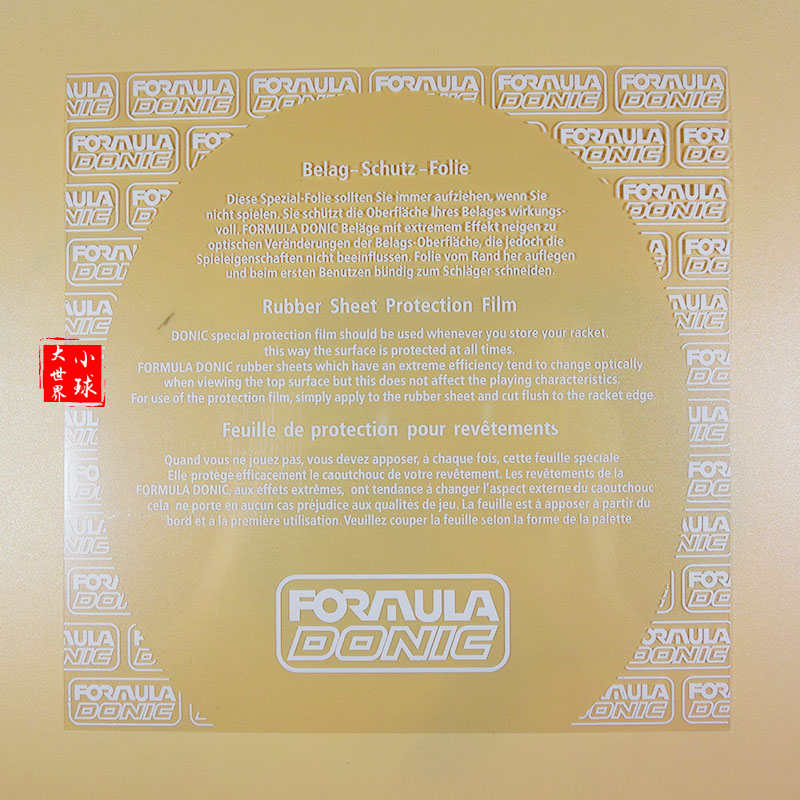 FORMULA DONIC
Belag-Schutz-Folie
Diese Spezial-Folie sollten Sie immer aufziehen, wenn Sie
nicht spielen. Sie schützt die Oberfläche Ihres Belages wirkungs-
voll. FORMULA DONIC Beläge mit extremem Effekt neigen zu
optischen Veränderungen der Belags-Oberfläche, die jedoch die
Spieleigenschaften nicht beeinflussen. Folie vom Rand her auflegen
und beim ersten Benutzen bündig zum Schläger schneiden.
Rubber Sheet Protection Film
DONIC special protection film should be used whenever you store your racket,
this way the surface is protected at all times.
FORMULA DONIC rubber sheets which have an extreme efficiency tend to change optically
when viewing the top surface but this does not affect the playing characteristics.
For use of the protection film, simply apply to the rubber sheet and cut flush to the racket edge.
Feuille de protection pour revêtements
Quand vous ne jouez pas, vous devez apposer, à chaque fois, cette feuille spéciale
Elle protège efficacement le caoutchouc de votre revêtement. Les revêtements de la
FORMULA DONIC, aux effets extrêmes, ont tendance à changer l'aspect externe du caoutchouc
cela ne porte en aucun cas préjudice aux qualités de jeu. La feuille est à apposer à partir du
bord et à la première utilisation. Veuillez couper la feuille selon la forme de la palette
FORMULA
DONIC
小球
大世界